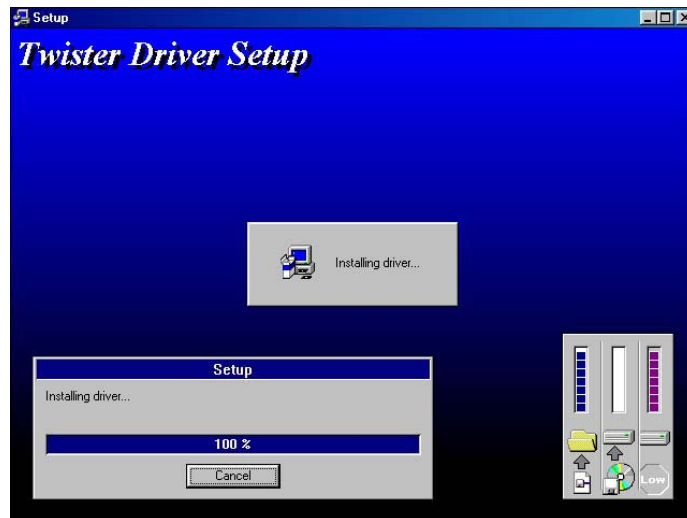 Setup
Twister Driver Setup
Installing driver...
Setup
Installing driver...
100 %
Cancel
Low